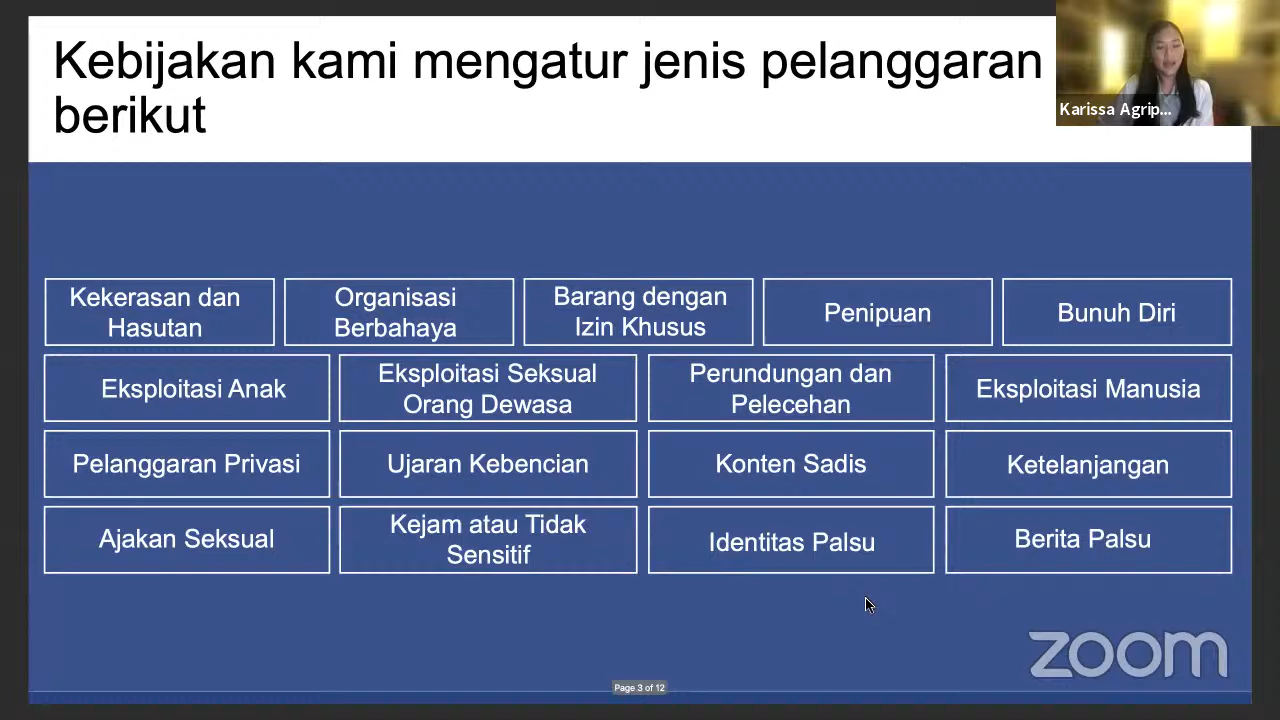 Kebijakan kami mengatur jenis pelanggaran
berikut
Karissa Agrip...
Kekerasan dan
Hasutan
Organisasi
Berbahaya
Barang dengan
Izin Khusus
Penipuan
Bunuh Diri
Eksploitasi Anak
Eksploitasi Seksual
Orang Dewasa
Perundungan dan
Pelecehan
Eksploitasi Manusia
Pelanggaran Privasi
Ujaran Kebencian
Konten Sadis
Ketelanjangan
Ajakan Seksual
Kejam atau Tidak
Sensitif
Identitas Palsu
Berita Palsu
zoom
Page 3 of 12